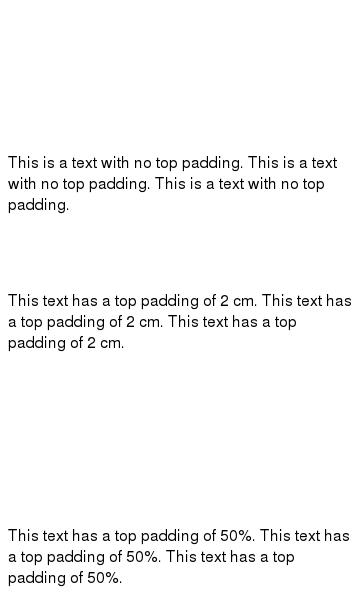 This is a text with no top padding. This is a text
with no top padding. This is a text with no top
padding.
This text has a top padding of 2 cm. This text has
a top padding of 2 cm. This text has a top
padding of 2 cm.
This text has a top padding of 50%. This text has
a top padding of 50%. This text has a top
padding of 50%.